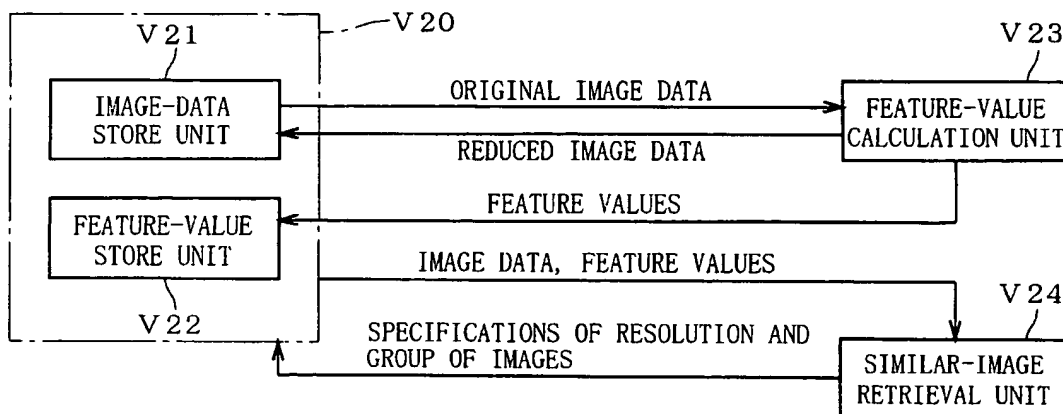 V21
V20
V23
IMAGE-DATA
STORE UNIT
ORIGINAL IMAGE DATA
REDUCED IMAGE DATA
FEATURE-VALUE
CALCULATION UNIT
FEATURE VALUES
FEATURE-VALUE
STORE UNIT
IMAGE DATA, FEATURE VALUES
V22
V24
SPECIFICATIONS OF RESOLUTION AND
GROUP OF IMAGES
SIMILAR-IMAGE
RETRIEVAL UNIT